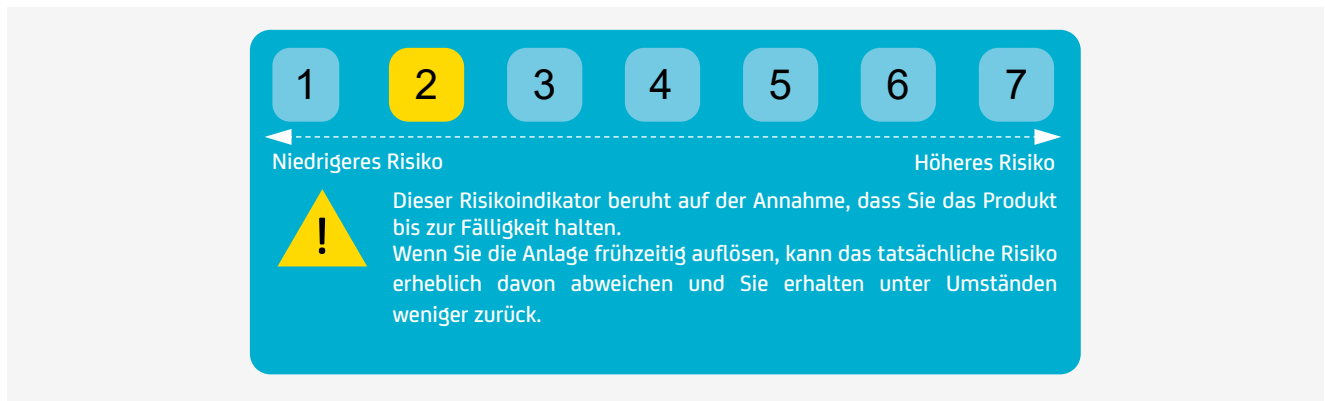 1 2 3 4 5 6 7
Niedrigeres Risiko Höheres Risiko
!
Dieser Risikoindikator beruht auf der Annahme, dass Sie das Produkt
bis zur Fälligkeit halten.
Wenn Sie die Anlage frühzeitig auflösen, kann das tatsächliche Risiko
erheblich davon abweichen und Sie erhalten unter Umständen
weniger zurück.